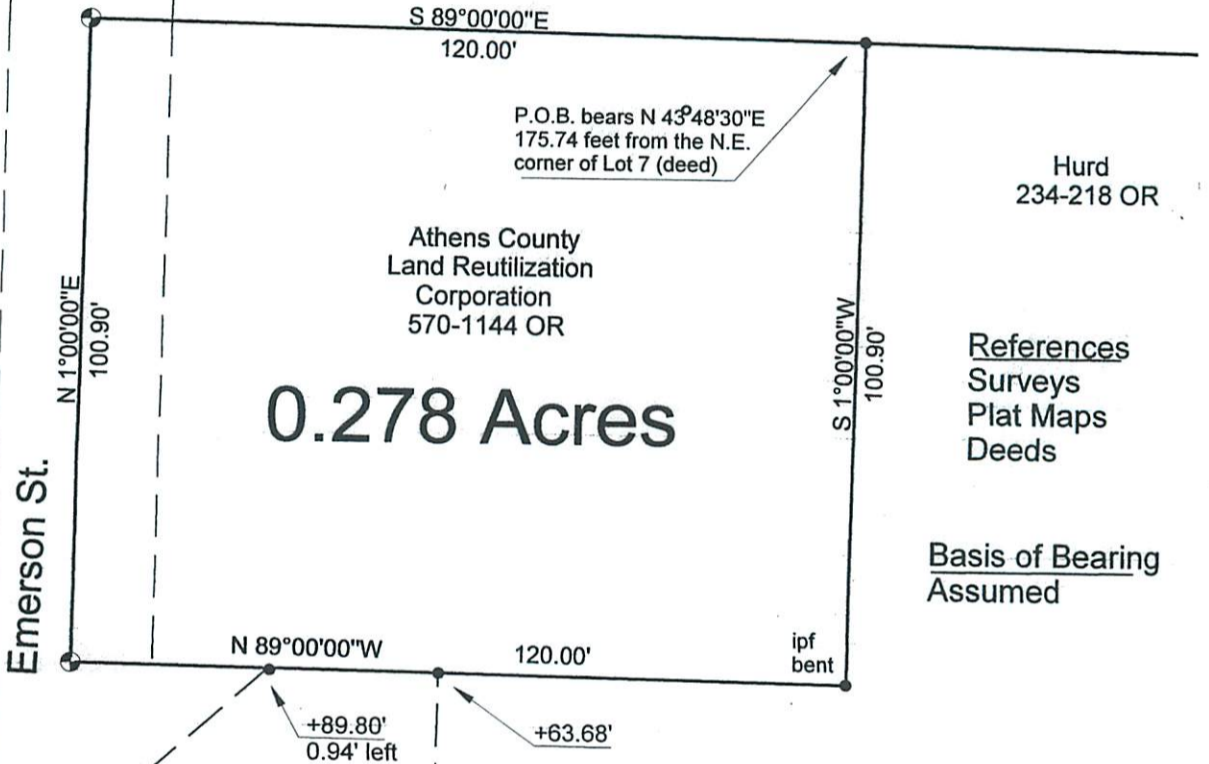 S 89°00'00"E
120.00'
P.O.B. bears N 43°48'30"E
175.74 feet from the N.E.
corner of Lot 7 (deed)
Hurd
234-218 OR
Athens County
Land Reutilization
Corporation
570-1144 OR
N 1°00'00"E
100.90'
0.278 Acres
S 1°00'00"W
100.90'
References
Surveys
Plat Maps
Deeds
Emerson St.
Basis of Bearing
Assumed
N 89°00'00"W
120.00'
ipf
bent
+89.80'
0.94' left
+63.68'